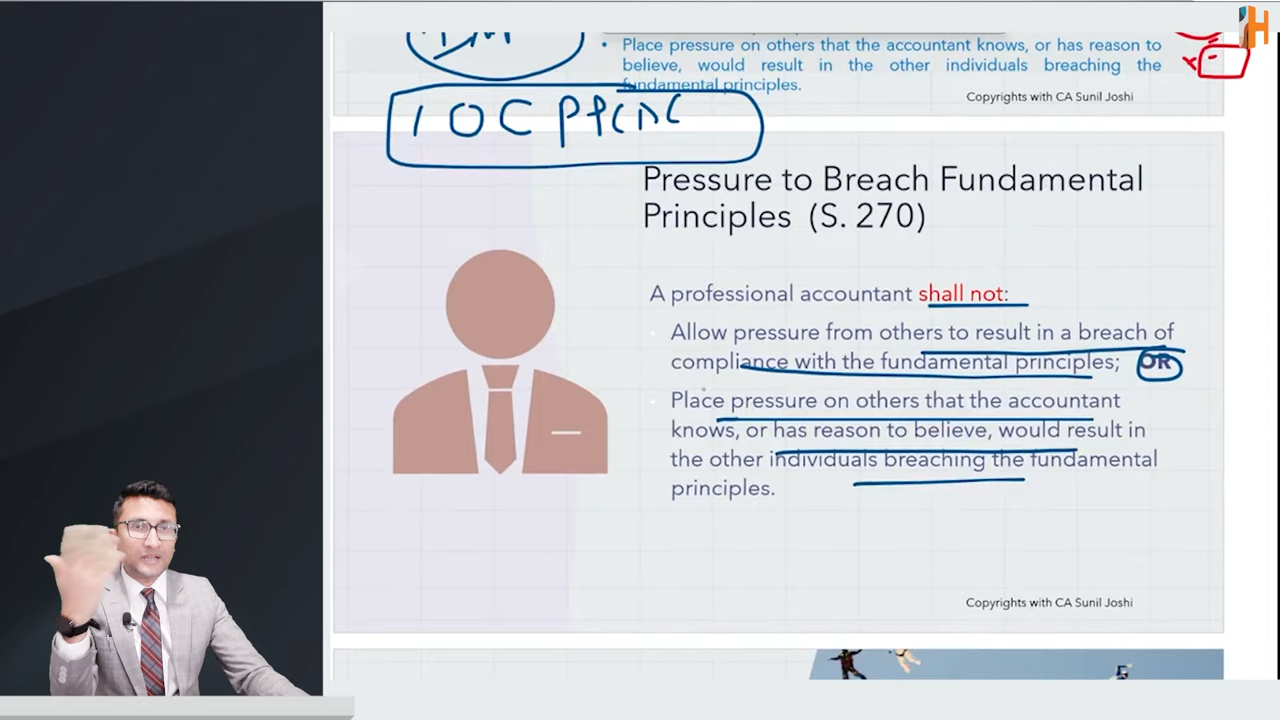 H
• Place pressure on others that the accountant knows, or has reason to
believe, would result in the other individuals breaching the
fundamental principles.
Copyrights with CA Sunil Joshi
I O C
Pressure to Breach Fundamental
Principles (S. 270)
A professional accountant shall not:
• Allow pressure from others to result in a breach of
compliance with the fundamental principles; OR
• Place pressure on others that the accountant
knows, or has reason to believe, would result in
the other individuals breaching the fundamental
principles.
Copyrights with CA Sunil Joshi